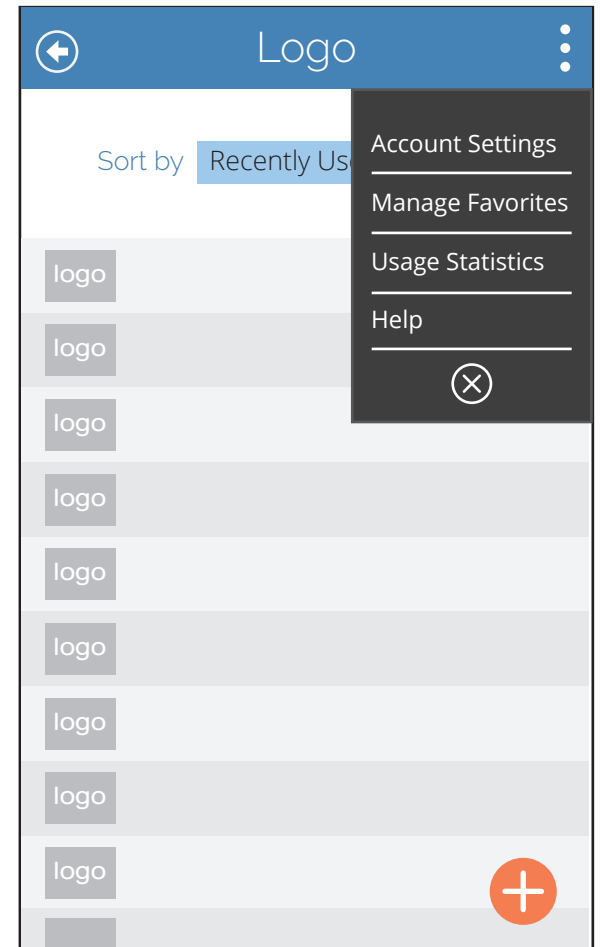 Logo
Account Settings
Sort by Recently Us
Manage Favorites
Usage Statistics
logo
Help
logo
logo
logo
logo
logo
logo
logo
logo